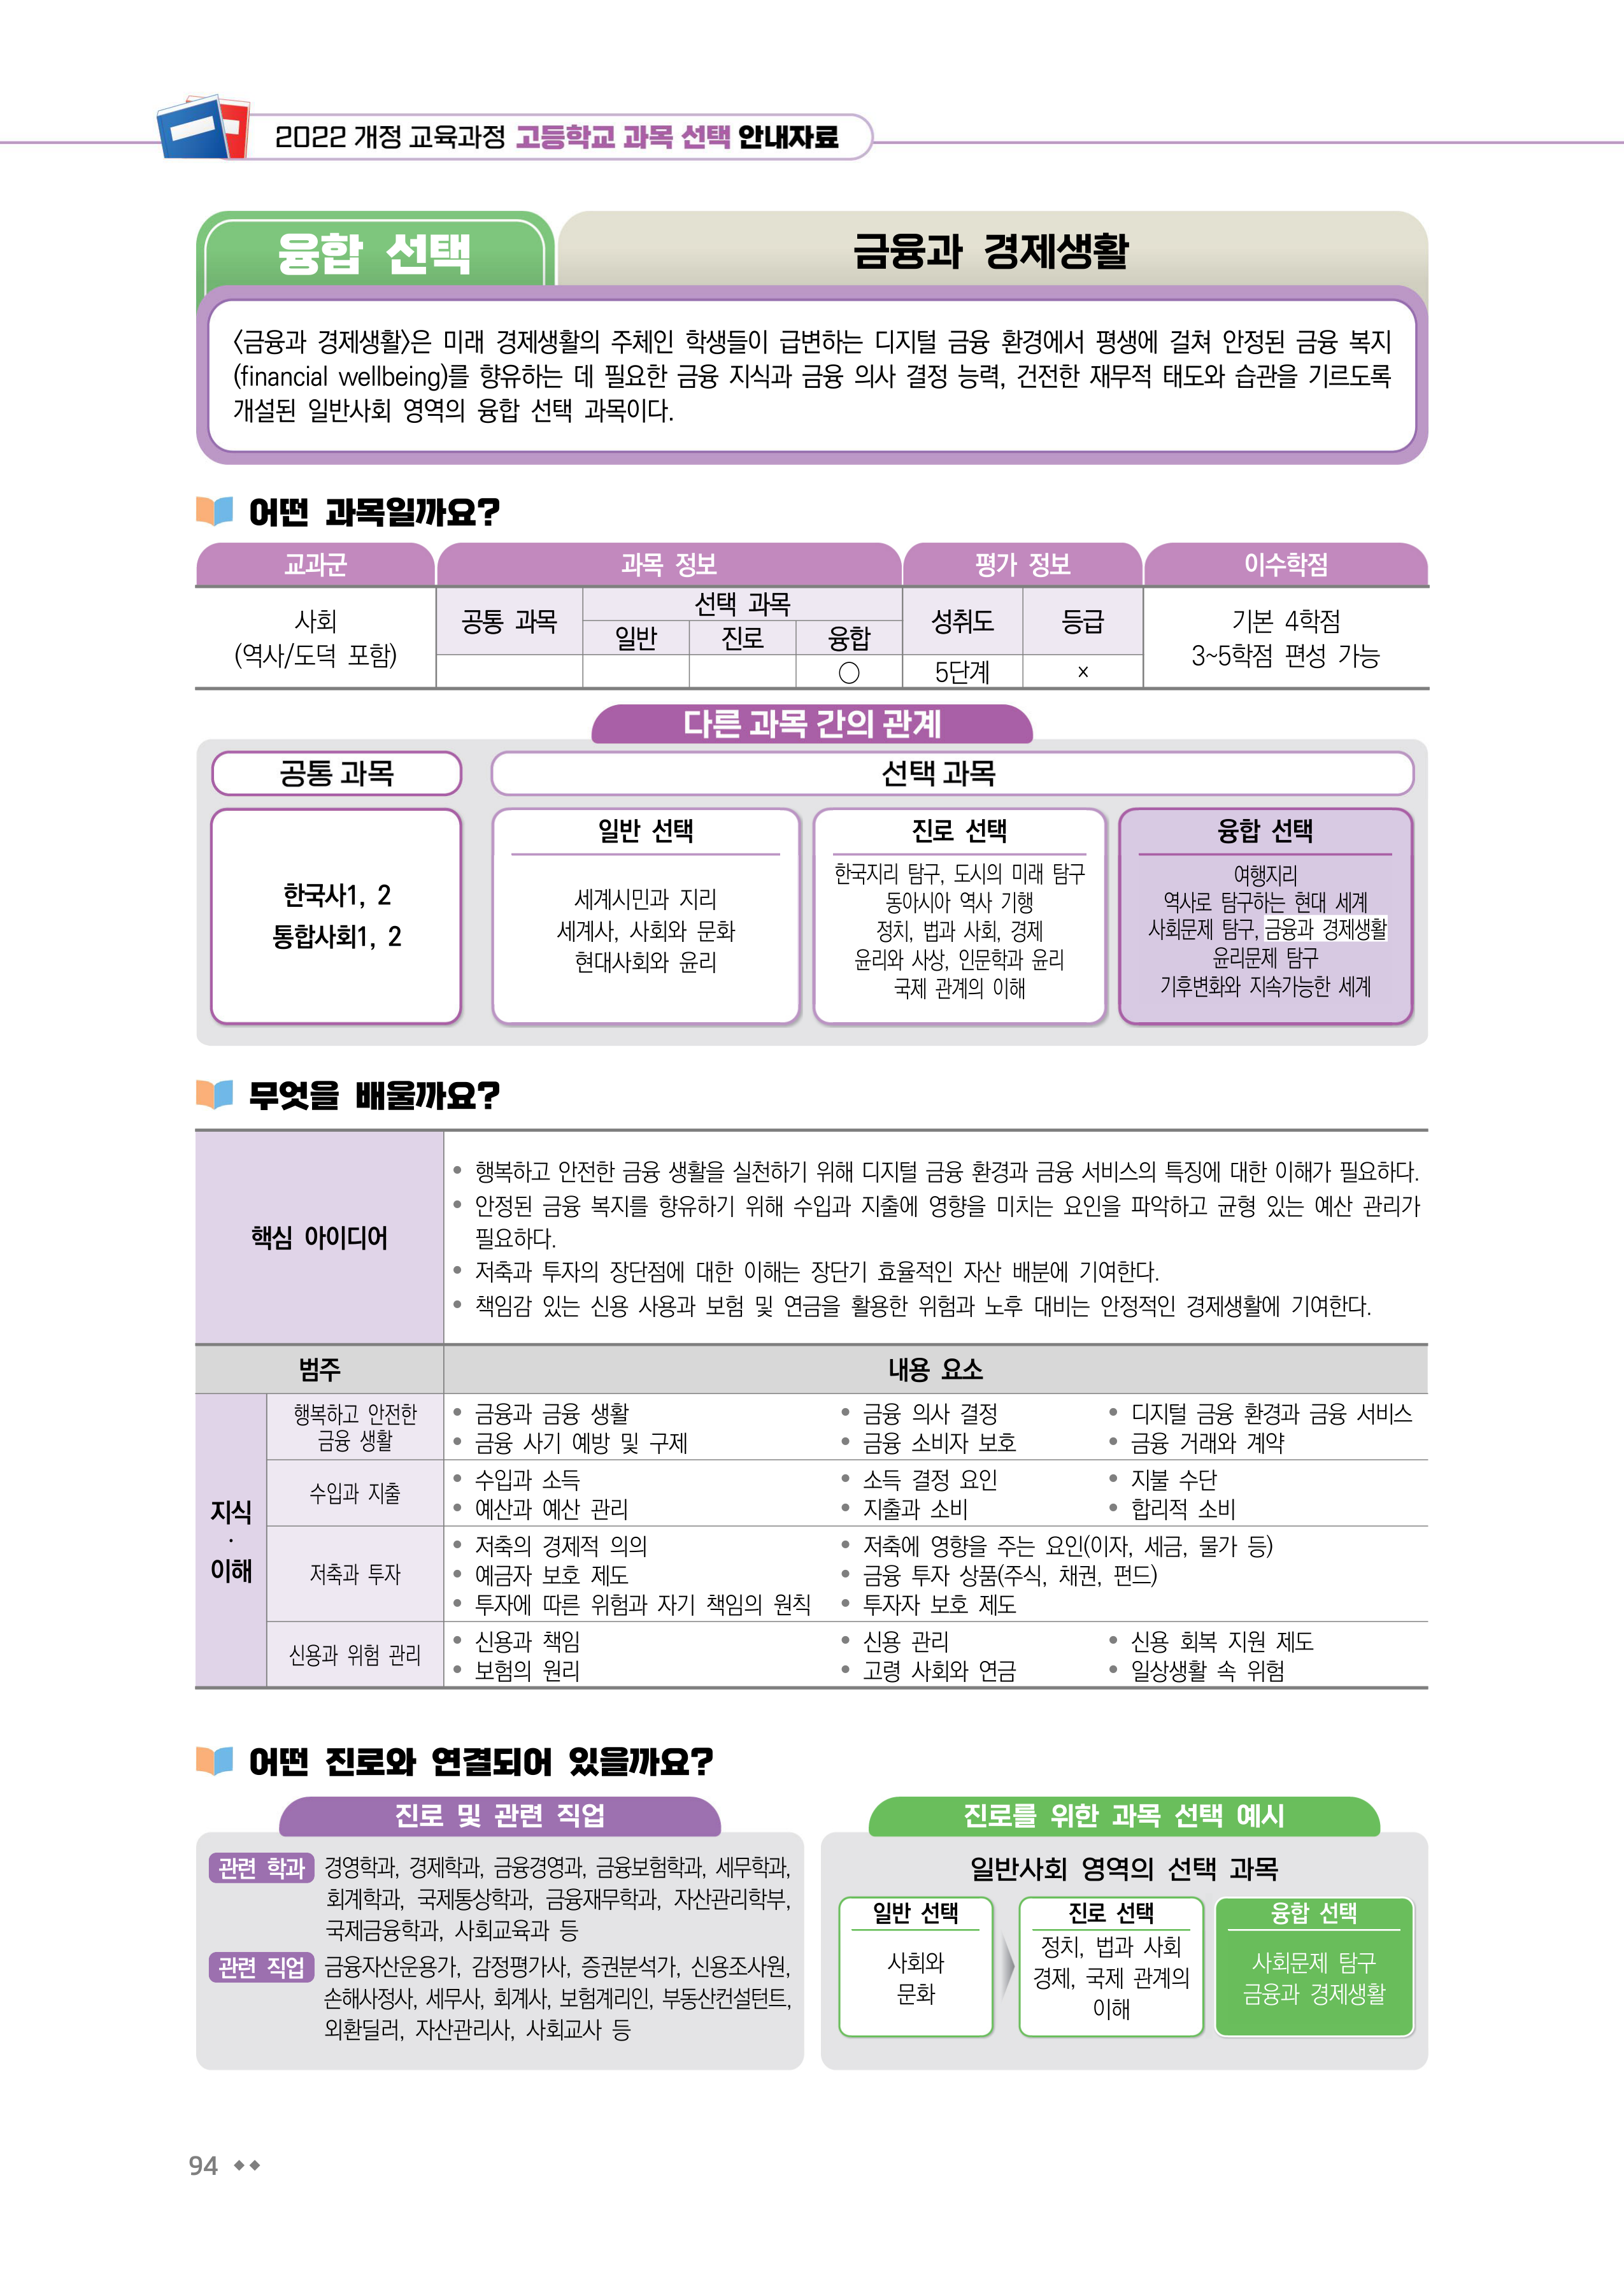 2022 개정 교육과정 고등학교 과목 선택 안내자료
융합 선택
금융과 경제생활
〈금융과 경제생활〉은 미래 경제생활의 주체인 학생들이 급변하는 디지털 금융 환경에서 평생에 걸쳐 안정된 금융 복지
(financial wellbeing)를 향유하는 데 필요한 금융 지식과 금융 의사 결정 능력, 건전한 재무적 태도와 습관을 기르도록
개설된 일반사회 영역의 융합 선택 과목이다.
어떤 과목일까요?
교과군 과목 정보 평가 정보 이수학점
사회
(역사/도덕 포함)
공통 과목
선택 과목
일반 진로 융합
○
성취도 등급
5단계 ×
기본 4학점
3~5학점 편성 가능
다른 과목 간의 관계
공통 과목
선택 과목
한국사1, 2
통합사회1, 2
일반 선택
세계시민과 지리
세계사, 사회와 문화
현대사회와 윤리
진로 선택
한국지리 탐구, 도시의 미래 탐구
동아시아 역사 기행
정치, 법과 사회, 경제
윤리와 사상, 인문학과 윤리
국제 관계의 이해
융합 선택
여행지리
역사로 탐구하는 현대 세계
사회문제 탐구, 금융과 경제생활
윤리문제 탐구
기후변화와 지속가능한 세계
무엇을 배울까요?
핵심 아이디어
• 행복하고 안전한 금융 생활을 실천하기 위해 디지털 금융 환경과 금융 서비스의 특징에 대한 이해가 필요하다.
• 안정된 금융 복지를 향유하기 위해 수입과 지출에 영향을 미치는 요인을 파악하고 균형 있는 예산 관리가
필요하다.
• 저축과 투자의 장단점에 대한 이해는 장단기 효율적인 자산 배분에 기여한다.
• 책임감 있는 신용 사용과 보험 및 연금을 활용한 위험과 노후 대비는 안정적인 경제생활에 기여한다.
범주 내용 요소
지식
·
이해
행복하고 안전한
금융 생활
• 금융과 금융 생활 • 금융 의사 결정 • 디지털 금융 환경과 금융 서비스
• 금융 사기 예방 및 구제 • 금융 소비자 보호 • 금융 거래와 계약
수입과 지출
• 수입과 소득 • 소득 결정 요인 • 지불 수단
• 예산과 예산 관리 • 지출과 소비 • 합리적 소비
저축과 투자
• 저축의 경제적 의의 • 저축에 영향을 주는 요인(이자, 세금, 물가 등)
• 예금자 보호 제도 • 금융 투자 상품(주식, 채권, 펀드)
• 투자에 따른 위험과 자기 책임의 원칙 • 투자자 보호 제도
신용과 위험 관리
• 신용과 책임 • 신용 관리 • 신용 회복 지원 제도
• 보험의 원리 • 고령 사회와 연금 • 일상생활 속 위험
어떤 진로와 연결되어 있을까요?
진로 및 관련 직업
관련 학과 경영학과, 경제학과, 금융경영과, 금융보험학과, 세무학과,
회계학과, 국제통상학과, 금융재무학과, 자산관리학부,
국제금융학과, 사회교육과 등
관련 직업 금융자산운용가, 감정평가사, 증권분석가, 신용조사원,
손해사정사, 세무사, 회계사, 보험계리인, 부동산컨설턴트,
외환딜러, 자산관리사, 사회교사 등
진로를 위한 과목 선택 예시
일반사회 영역의 선택 과목
일반 선택
사회와
문화
진로 선택
정치, 법과 사회
경제, 국제 관계의
이해
융합 선택
사회문제 탐구
금융과 경제생활
94